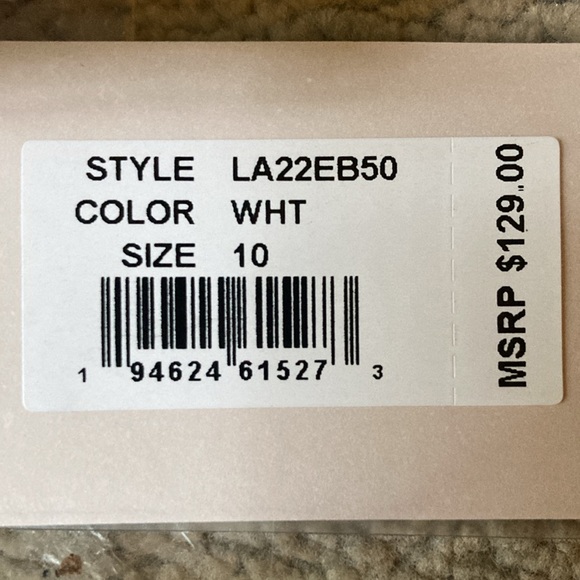 STYLE LA22EB50
COLOR WHT
SIZE 10
1 94624 61527 3
MSRP $129.00